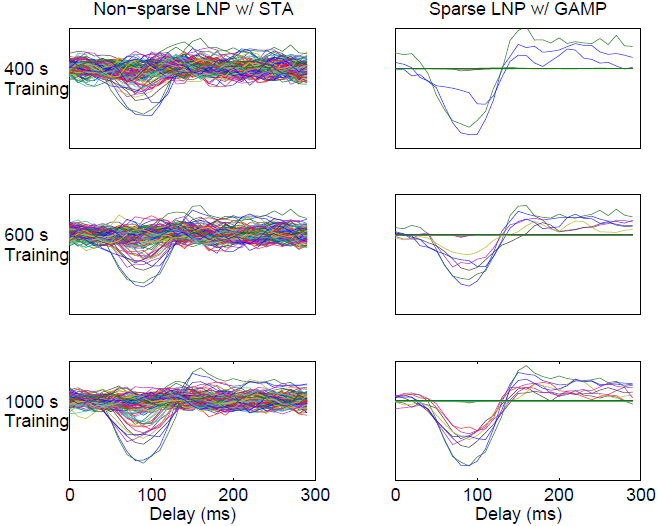 Non-sparse LNP w/ STA
Sparse LNP w/ GAMP
400 s
Training
600 s
Training
1000 s
Training
0 100 200 300
0 100 200 300
Delay (ms)
Delay (ms)